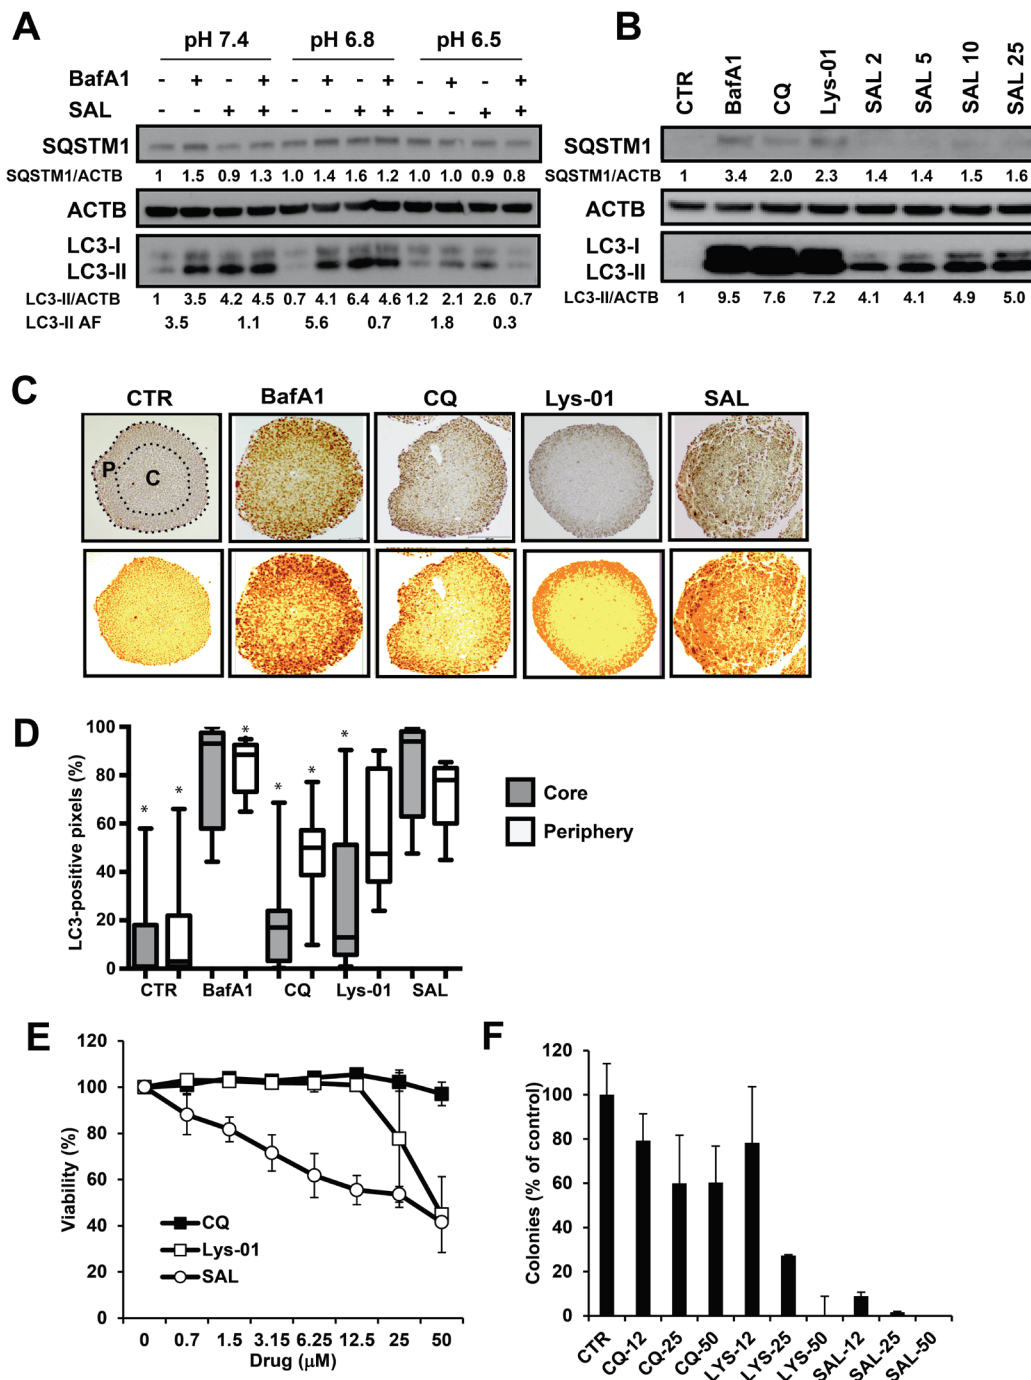 A
pH 7.4 pH 6.8 pH 6.5
BafA1 - + - + - + - + - + - +
SAL - - + + - - + + - - + +
SQSTM1
SQSTM1/ACTB 1 1.5 0.9 1.3 1.0 1.4 1.6 1.2 1.0 1.0 0.9 0.8
ACTB
LC3-I
LC3-II
LC3-II/ACTB 1 3.5 4.2 4.5 0.7 4.1 6.4 4.6 1.2 2.1 2.6 0.7
LC3-II AF 3.5 1.1 5.6 0.7 1.8 0.3
B
CTR BafA1 CQ Lys-01 SAL 2 SAL 5 SAL 10 SAL 25
SQSTM1
SQSTM1/ACTB 1 3.4 2.0 2.3 1.4 1.4 1.5 1.6
ACTB
LC3-I
LC3-II
LC3-II/ACTB 1 9.5 7.6 7.2 4.1 4.1 4.9 5.0
C
CTR BafA1 CQ Lys-01 SAL
P
C
D
LC3-positive pixels (%)
100
80
60
40
20
0
* * * * * *
CTR BafA1 CQ Lys-01 SAL
Core
Periphery
E
Viability (%)
120
100
80
60
40
20
0
CQ
Lys-01
SAL
0 0.7 1.5 3.15 6.25 12.5 25 50
Drug (μM)
F
Colonies (% of control)
120
100
80
60
40
20
0
CTR CQ-12 CQ-25 CQ-50 LYS-12 LYS-25 LYS-50 SAL-12 SAL-25 SAL-50